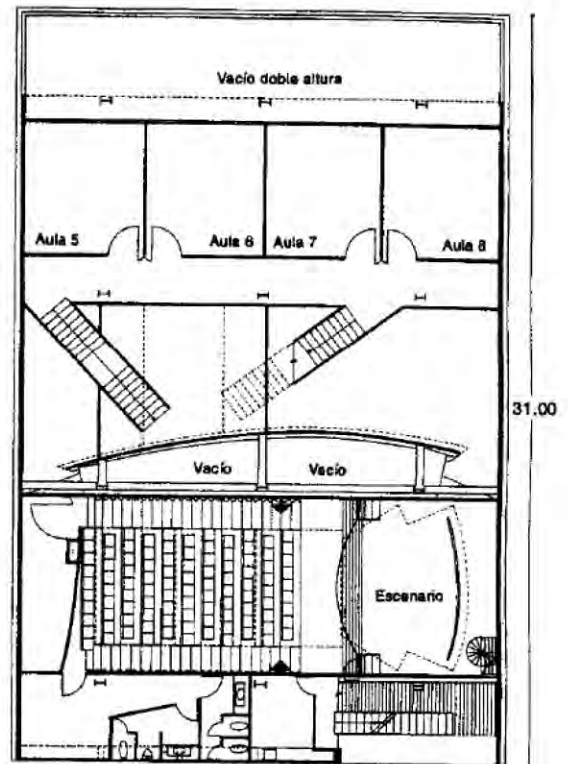 Vacío doble altura
Aula 5
Aula 6
Aula 7
Aula 8
31.00
Vacío
Vacío
Escenario